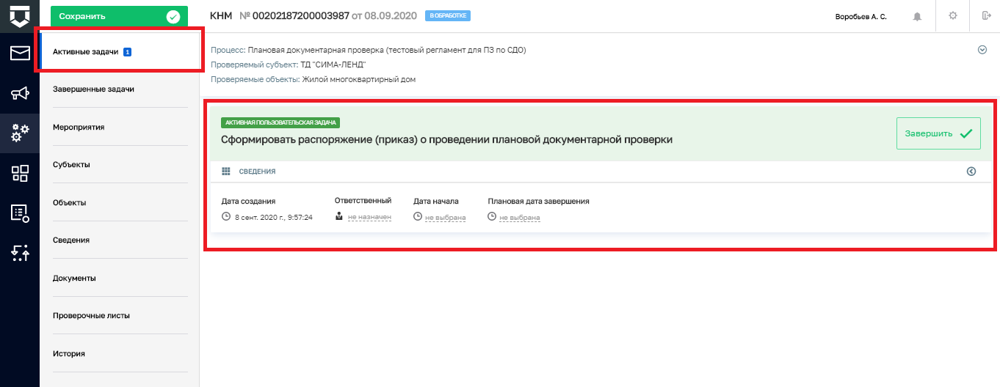 Сохранить
КНМ № 00202187200003987 от 08.09.2020 В ОБРАБОТКЕ
Воробьев А. С.
Активные задачи 1
Завершенные задачи
Мероприятия
Субъекты
Объекты
Сведения
Документы
Проверочные листы
История
Процесс: Плановая документарная проверка (тестовый регламент для ПЗ по СДО)
Проверяемый субъект: ТД "СИМА-ЛЕНД"
Проверяемые объекты: Жилой многоквартирный дом
АКТИВНАЯ ПОЛЬЗОВАТЕЛЬСКАЯ ЗАДАЧА
Сформировать распоряжение (приказ) о проведении плановой документарной проверки
Завершить
СВЕДЕНИЯ
Дата создания Ответственный Дата начала Плановая дата завершения
8 сент. 2020 г., 9:57:24 не назначен не выбрана не выбрана